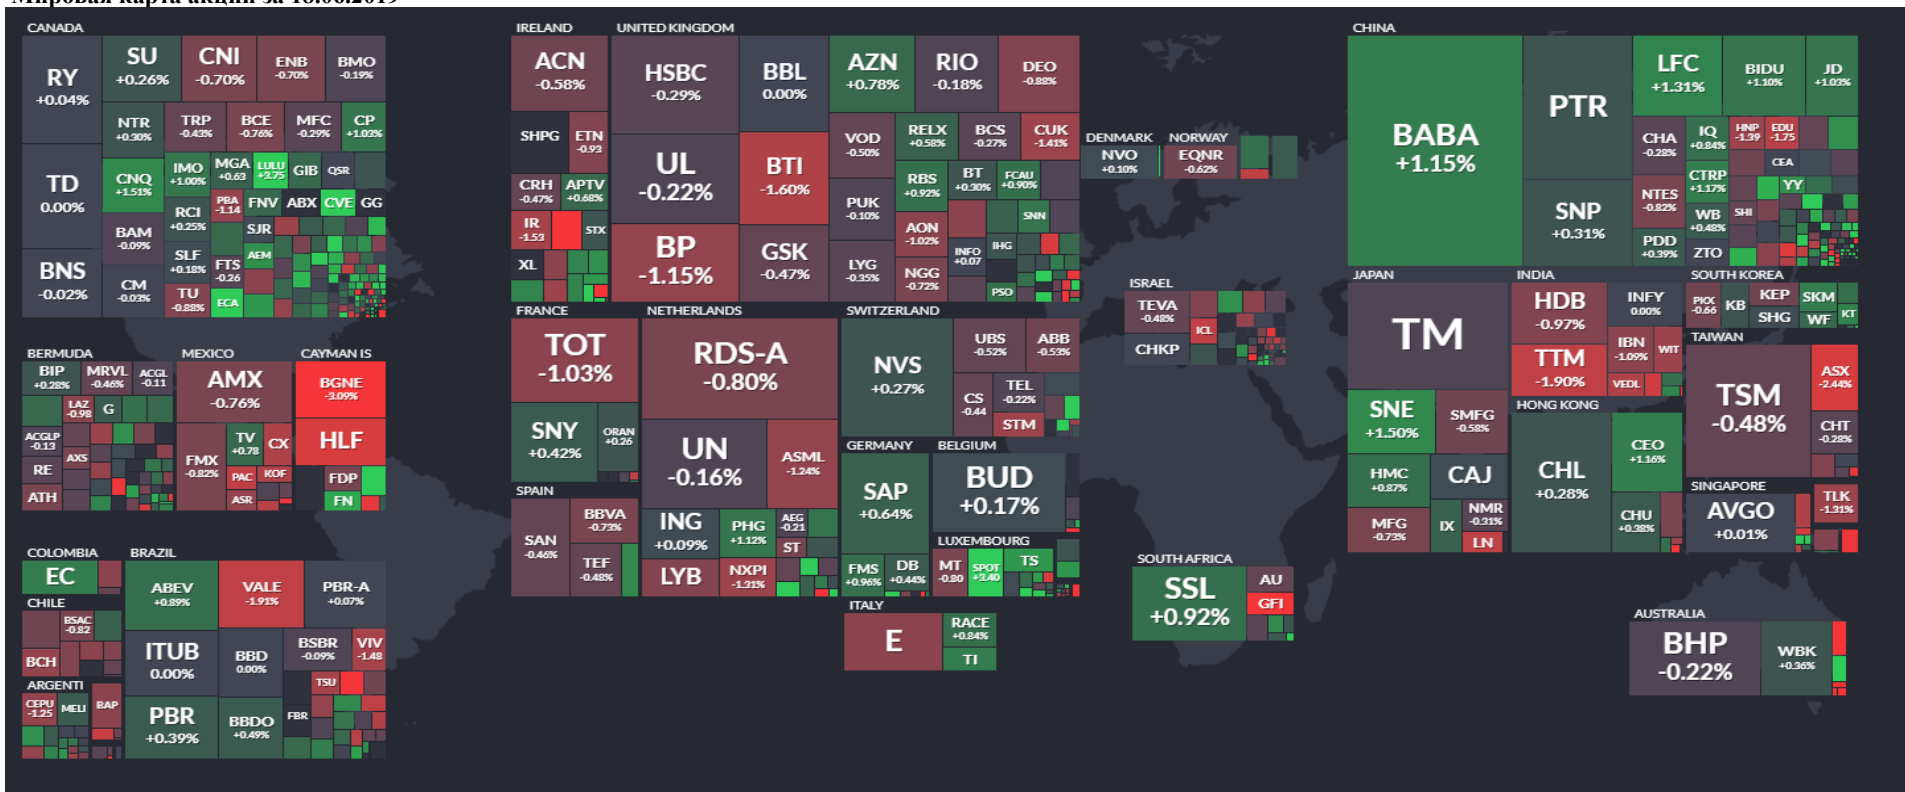 Мировая карта акций за 18.06.2019
CANADA
RY
+0.04%
SU
+0.26%
CNI
-0.70%
ENB
-0.70%
BMO
-0.19%
NTR
+0.30%
TRP
-0.43%
BCE
-0.76%
MFC
-0.29%
CP
+1.03%
TD
0.00%
CNQ
+1.51%
IMO
+1.00%
MGA
+0.63
LULU
+3.75
GIB
QSR
BAM
-0.09%
RCI
+0.25%
PBA
-1.14
FNV
ABX
CVE
GG
SJR
BNS
-0.02%
CM
-0.03%
SLF
+0.18%
FTS
-0.26
AEM
TU
-0.88%
ECA
BERMUDA
BIP
+0.28%
MRVL
-0.46%
ACGL
-0.11
LAZ
-0.98
G
ACGLP
-0.13
RE
AXS
ATH
MEXICO
AMX
-0.76%
FMX
-0.82%
TV
+0.78
CX
PAC
KOF
ASR
CAYMAN IS
BGNE
-3.09%
HLF
FDP
FN
COLOMBIA
EC
CHILE
BSAC
-0.82
BCH
ARGENTI
CEPU
-1.25
MELI
BAP
BRAZIL
ABEV
+0.89%
VALE
-1.91%
PBR-A
+0.07%
ITUB
0.00%
BBD
0.00%
BSBR
-0.09%
VIV
-1.48
TSU
PBR
+0.39%
BBDO
+0.49%
FBR
IRELAND
ACN
-0.58%
SHPG
ETN
-0.93
CRH
-0.47%
APTV
+0.68%
IR
-1.53
STX
XL
UNITED KINGDOM
HSBC
-0.29%
BBL
0.00%
AZN
+0.78%
RIO
-0.18%
DEO
-0.88%
UL
-0.22%
BTI
-1.60%
VOD
-0.50%
RELX
+0.58%
BCS
-0.27%
CUK
-1.41%
RBS
+0.92%
BT
+0.30%
FCAU
+0.90%
PUK
-0.10%
AON
-1.02%
SNN
BP
-1.15%
GSK
-0.47%
LYG
-0.35%
NGG
-0.72%
INFO
+0.07
IHG
PSO
FRANCE
TOT
-1.03%
SNY
+0.42%
ORAN
+0.26
SPAIN
SAN
-0.46%
BBVA
-0.73%
TEF
-0.48%
NETHERLANDS
RDS-A
-0.80%
UN
-0.16%
ASML
-1.24%
ING
+0.09%
PHG
+1.12%
AEG
-0.21
ST
LYB
NXPI
-1.31%
SWITZERLAND
NVS
+0.27%
UBS
-0.52%
ABB
-0.53%
CS
-0.44
TEL
-0.22%
STM
GERMANY
SAP
+0.64%
FMS
+0.96%
DB
+0.44%
BELGIUM
BUD
+0.17%
LUXEMBOURG
MT
-0.80
SPOT
+3.40
TS
ITALY
E
RACE
+0.84%
TI
DENMARK
NVO
+0.10%
NORWAY
EQNR
-0.62%
ISRAEL
TEVA
-0.48%
ICL
CHKP
SOUTH AFRICA
SSL
+0.92%
AU
GFI
CHINA
BABA
+1.15%
PTR
SNP
+0.31%
LFC
+1.31%
BIDU
+1.10%
JD
+1.03%
CHA
-0.28%
IQ
+0.84%
HNP
-1.39
EDU
-1.75
CEA
NTES
-0.82%
CTRP
+1.17%
YY
WB
+0.48%
SHI
PDD
+0.39%
ZTO
JAPAN
TM
SNE
+1.50%
SMFG
-0.58%
HMC
+0.87%
CAJ
MFG
-0.73%
IX
NMR
-0.31%
LN
INDIA
HDB
-0.97%
INFY
0.00%
TTM
-1.90%
IBN
-1.09%
WIT
VEDL
HONG KONG
CHL
+0.28%
CEO
+1.16%
CHU
+0.38%
SOUTH KOREA
PKX
-0.66
KB
KEP
SKM
SHG
WF
KT
TAIWAN
TSM
-0.48%
ASX
-2.44%
CHT
-0.28%
SINGAPORE
AVGO
+0.01%
TLK
-1.31%
AUSTRALIA
BHP
-0.22%
WBK
+0.36%